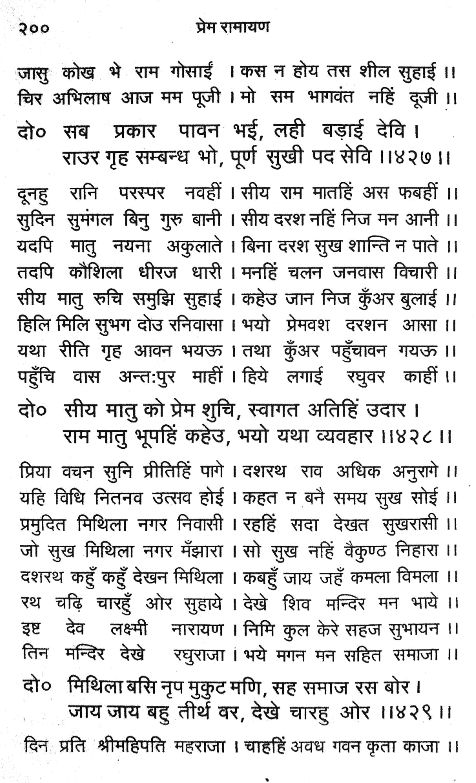 २०० प्रेम रामायण
जासु कोख भे राम गोसाईं । कस न होय तस शील सुहाई ।।
चिर अभिलाष आज मम पूजी । मो सम भागवंत नहिं दूजी ।।
दो० सब प्रकार पावन भई, लही बड़ाई देवि ।
राउर गृह सम्बन्ध भो, पूर्ण सुखी पद सेवि ।।४२७।।
दूनहु रानि परस्पर नवहीं । सीय राम मातहिं अस फबहीं ।।
सुदिन सुमंगल बिनु गुरु बानी । सीय दरश नहिं निज मन आनी ।।
यदपि मातु नयना अकुलाते । बिना दरश सुख शान्ति न पाते ।।
तदपि कौशिला धीरज धारी । मनहिं चलन जनवास विचारी ।।
सीय मातु रुचि समुझि सुहाई । कहेउ जान निज कुँअर बुलाई ।।
हिलि मिलि सुभग दोउ रनिवासा । भयो प्रेमवश दरशन आसा ।।
यथा रीति गृह आवन भयऊ । तथा कुँअर पहुँचावन गयऊ ।।
पहुँचि वास अन्त:पुर माहीं । हिये लगाई रघुवर काहीं ।।
दो० सीय मातु को प्रेम शुचि, स्वागत अतिहिं उदार ।
राम मातु भूपहिं कहेउ, भयो यथा व्यवहार ।।४२८।।
प्रिया वचन सुनि प्रीतिहिं पागे । दशरथ राव अधिक अनुरागे ।।
यहि विधि नितनव उत्सव होई । कहत न बनै समय सुख सोई ।।
प्रमुदित मिथिला नगर निवासी । रहहिं सदा देखत सुखरासी ।।
जो सुख मिथिला नगर मँझारा । सो सुख नहिं वैकुण्ठ निहारा ।।
दशरथ कहुँ कहुँ देखन मिथिला । कबहुँ जाय जहँ कमला विमला ।।
रथ चढ़ि चारहुँ ओर सुहाये । देखे शिव मन्दिर मन भाये ।।
इष्ट देव लक्ष्मी नारायण । निमि कुल केरे सहज सुभायन ।।
तिन मन्दिर देखे रघुराजा । भये मगन मन सहित समाजा ।।
दो० मिथिला बसि नृप मुकुट मणि, सह समाज रस बोर ।
जाय जाय बहु तीर्थ वर, देखे चारहु ओर ।।४२९।।
दिन प्रति श्रीमहिपति महराजा । चाहहिं अवध गवन कृता काजा ।।